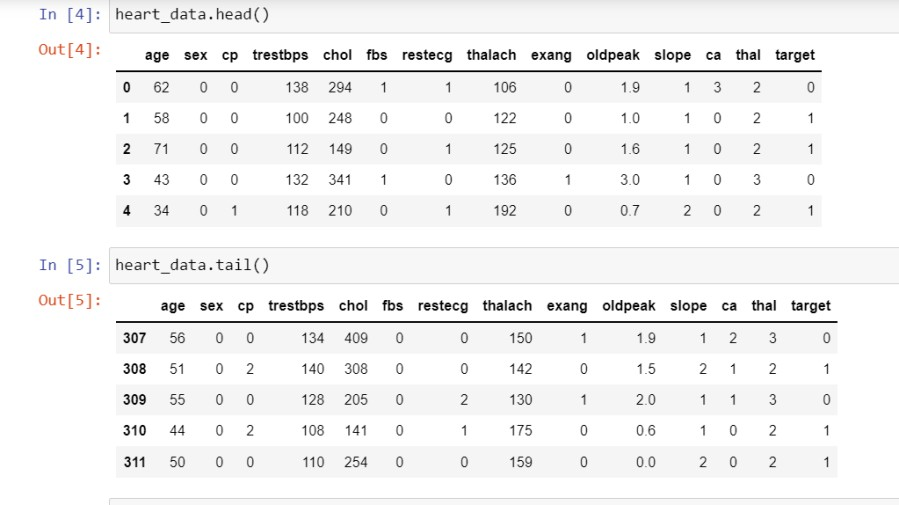 In [4]: heart_data.head()
Out[4]:
age sex cp trestbps chol fbs restecg thalach exang oldpeak slope ca thal target
0 62 0 0 138 294 1 1 106 0 1.9 1 3 2 0
1 58 0 0 100 248 0 0 122 0 1.0 1 0 2 1
2 71 0 0 112 149 0 1 125 0 1.6 1 0 2 1
3 43 0 0 132 341 1 0 136 1 3.0 1 0 3 0
4 34 0 1 118 210 0 1 192 0 0.7 2 0 2 1
In [5]: heart_data.tail()
Out[5]:
age sex cp trestbps chol fbs restecg thalach exang oldpeak slope ca thal target
307 56 0 0 134 409 0 0 150 1 1.9 1 2 3 0
308 51 0 2 140 308 0 0 142 0 1.5 2 1 2 1
309 55 0 0 128 205 0 2 130 1 2.0 1 1 3 0
310 44 0 2 108 141 0 1 175 0 0.6 1 0 2 1
311 50 0 0 110 254 0 0 159 0 0.0 2 0 2 1